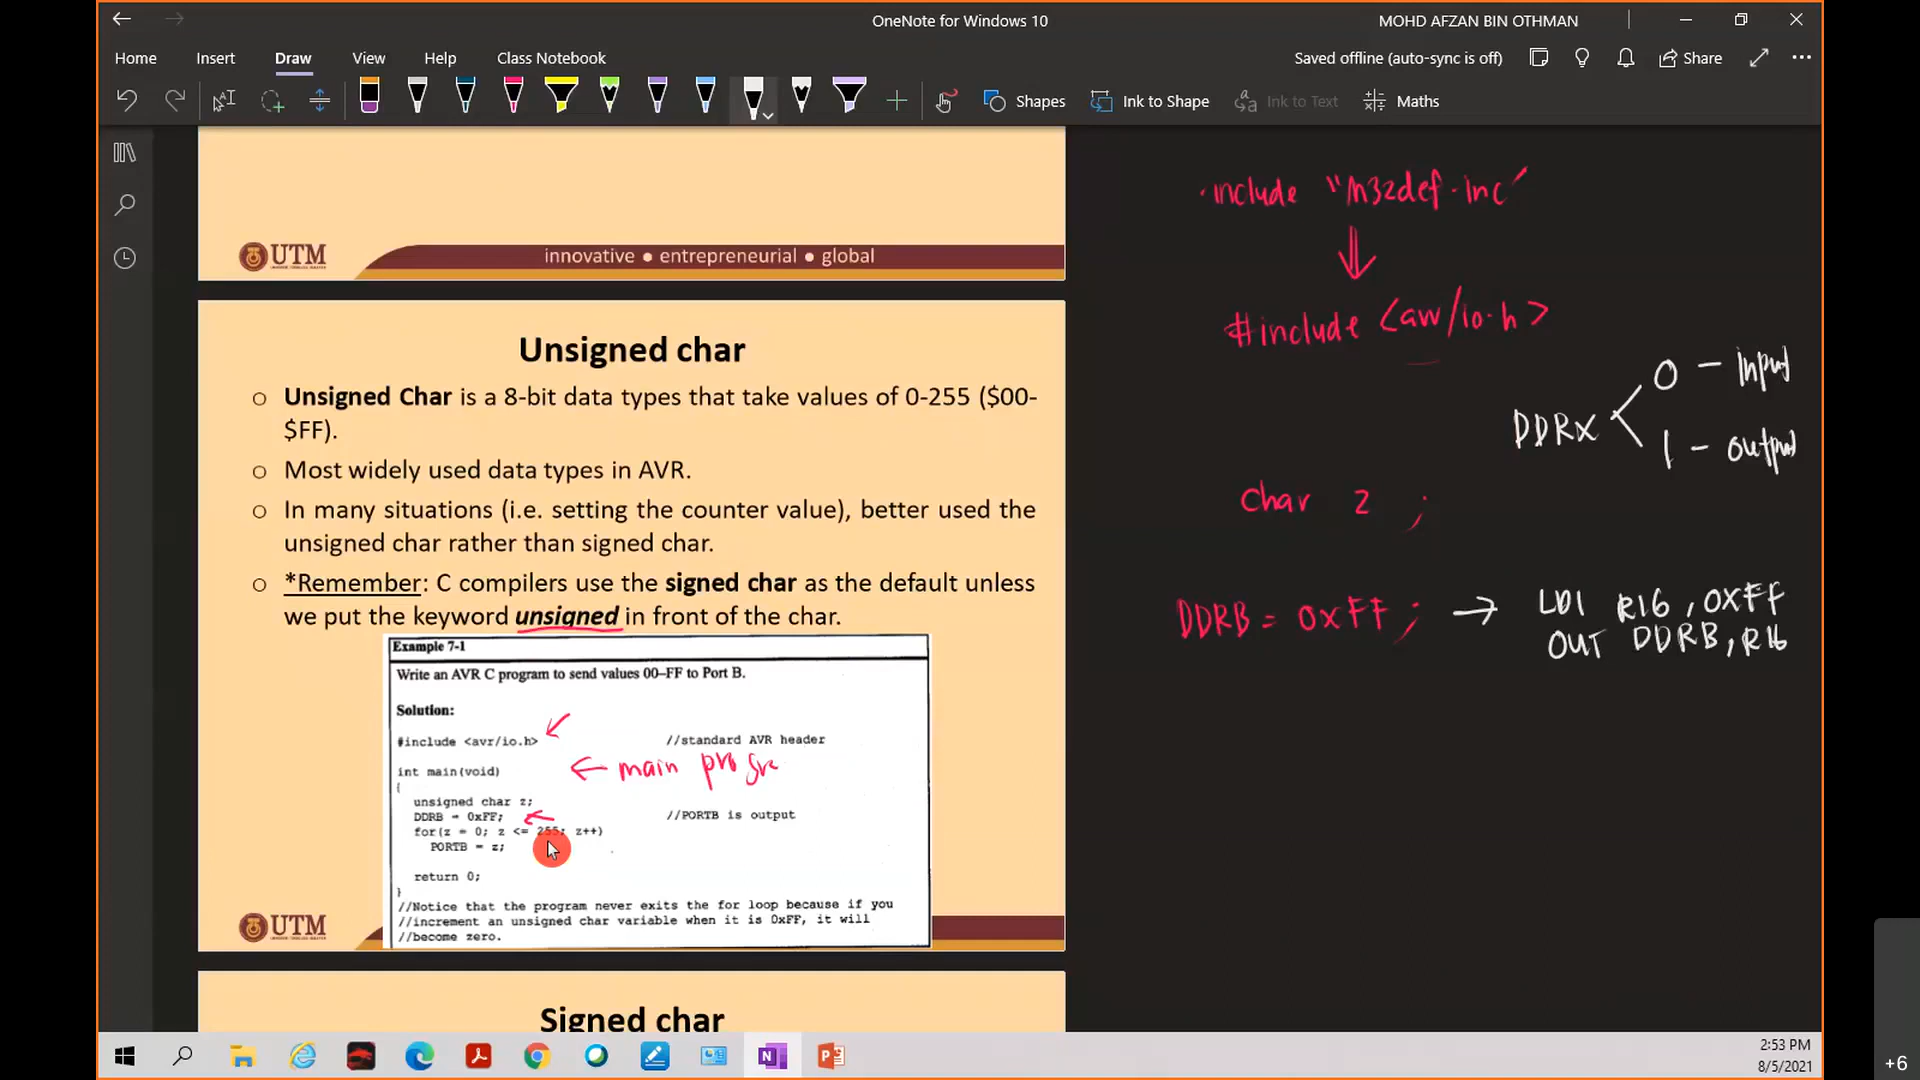 OneNote for Windows 10
MOHD AFZAN BIN OTHMAN
Home Insert Draw View Help Class Notebook
Saved offline (auto-sync is off) Share
Shapes Ink to Shape Ink to Text Maths
UTM
innovative ● entrepreneurial ● global
Unsigned char
Unsigned Char is a 8-bit data types that take values of 0-255 ($00-
$FF).
Most widely used data types in AVR.
In many situations (i.e. setting the counter value), better used the
unsigned char rather than signed char.
*Remember: C compilers use the signed char as the default unless
we put the keyword unsigned in front of the char.
Example 7-1
Write an AVR C program to send values 00–FF to Port B.
Solution:
#include <avr/io.h> //standard AVR header
int main(void) ← main progr
{
unsigned char z;
DDRB = 0xFF; //PORTB is output
for(z = 0; z <= 255; z++)
PORTB = z;
return 0;
}
//Notice that the program never exits the for loop because if you
//increment an unsigned char variable when it is 0xFF, it will
//become zero.
UTM
Signed char
.include "M32def.inc"
#include <avr/io.h>
DDRX
0 - input
1 - output
char z ;
DDRB = 0xFF; → LDI R16, 0XFF
OUT DDRB, R16
2:53 PM
8/5/2021
+6